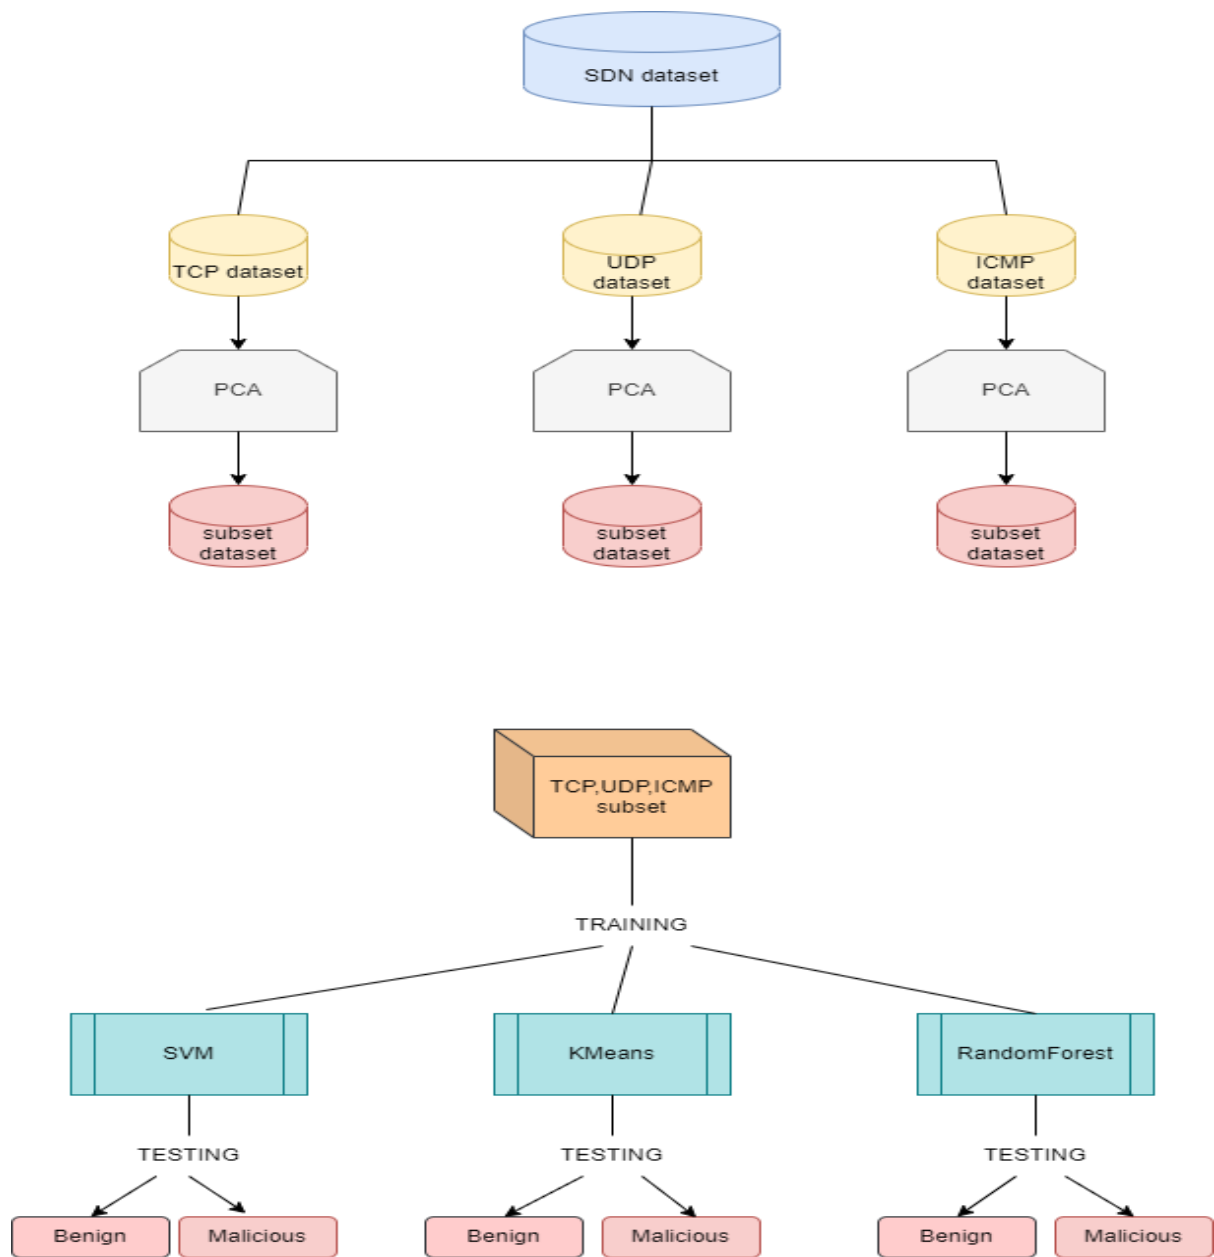 SDN dataset
TCP dataset
UDP
dataset
ICMP
dataset
PCA
PCA
PCA
subset
dataset
subset
dataset
subset
dataset
TCP,UDP,ICMP
subset
TRAINING
SVM
KMeans
RandomForest
TESTING
TESTING
TESTING
Benign
Malicious
Benign
Malicious
Benign
Malicious